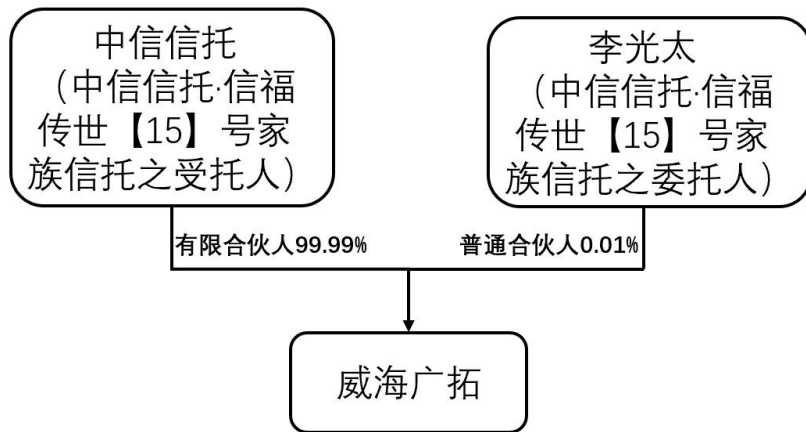 中信信托
（中信信托·信福
传世【15】号家
族信托之受托人）
李光太
（中信信托·信福
传世【15】号家
族信托之委托人）
有限合伙人99.99%
普通合伙人0.01%
威海广拓